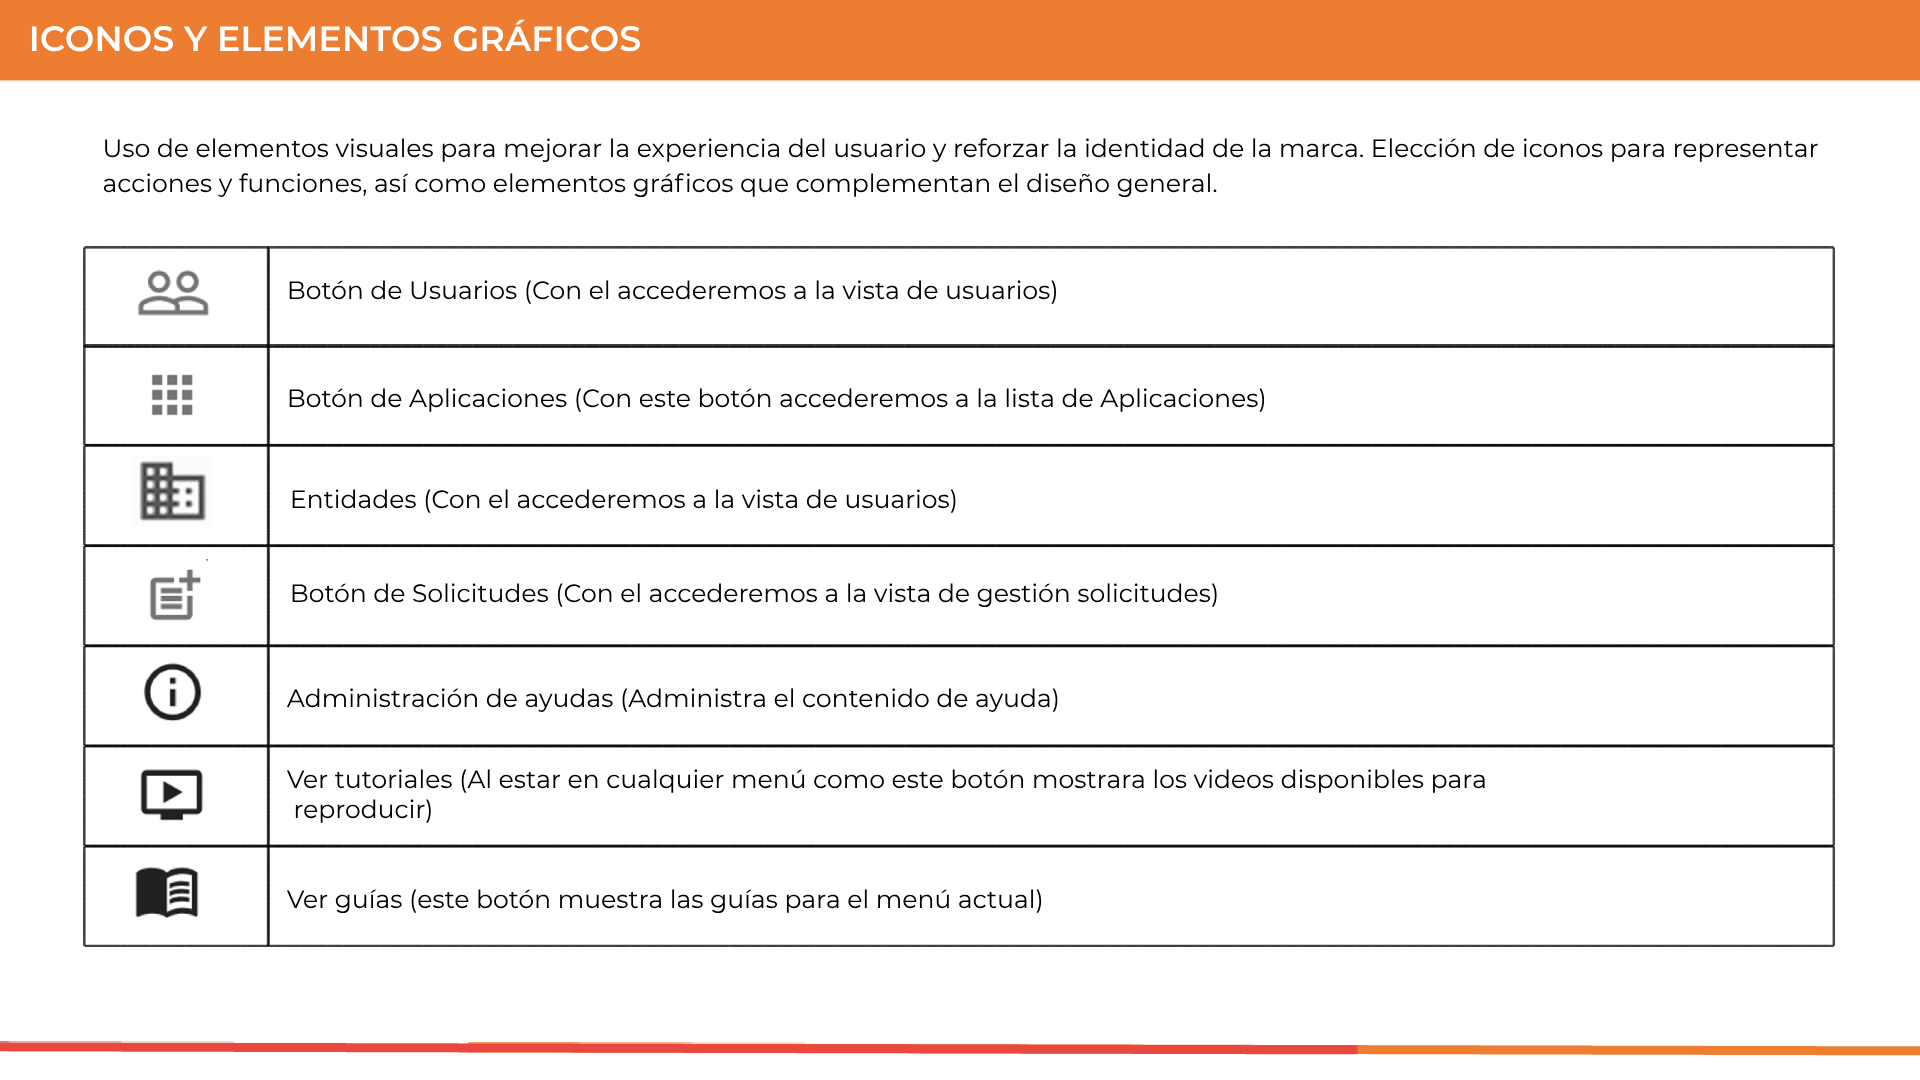 ICONOS Y ELEMENTOS GRÁFICOS
Uso de elementos visuales para mejorar la experiencia del usuario y reforzar la identidad de la marca. Elección de iconos para representar
acciones y funciones, así como elementos gráficos que complementan el diseño general.
Botón de Usuarios (Con el accederemos a la vista de usuarios)
Botón de Aplicaciones (Con este botón accederemos a la lista de Aplicaciones)
Entidades (Con el accederemos a la vista de usuarios)
Botón de Solicitudes (Con el accederemos a la vista de gestión solicitudes)
Administración de ayudas (Administra el contenido de ayuda)
Ver tutoriales (Al estar en cualquier menú como este botón mostrara los videos disponibles para
reproducir)
Ver guías (este botón muestra las guías para el menú actual)